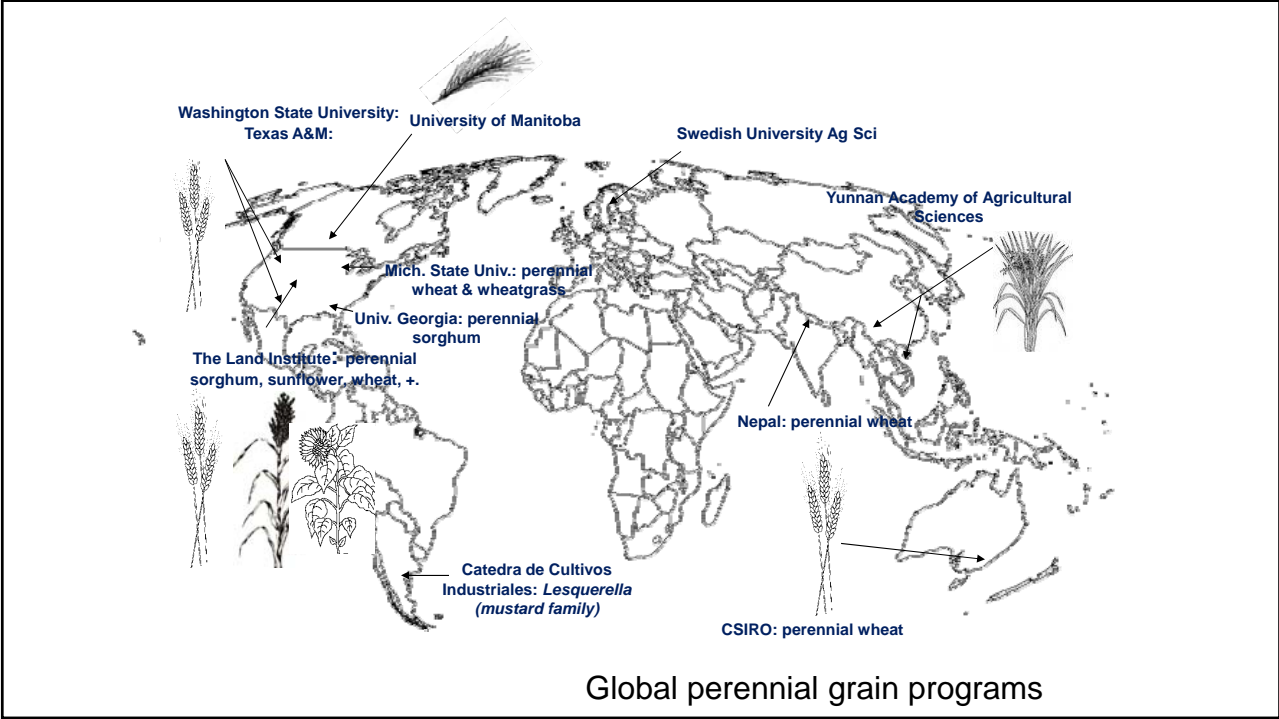 Washington State University:
Texas A&M:
University of Manitoba
Swedish University Ag Sci
Yunnan Academy of Agricultural
Sciences
Mich. State Univ.: perennial
wheat & wheatgrass
Univ. Georgia: perennial
sorghum
The Land Institute: perennial
sorghum, sunflower, wheat, +.
Nepal: perennial wheat
Catedra de Cultivos
Industriales: Lesquerella
(mustard family)
CSIRO: perennial wheat
Global perennial grain programs